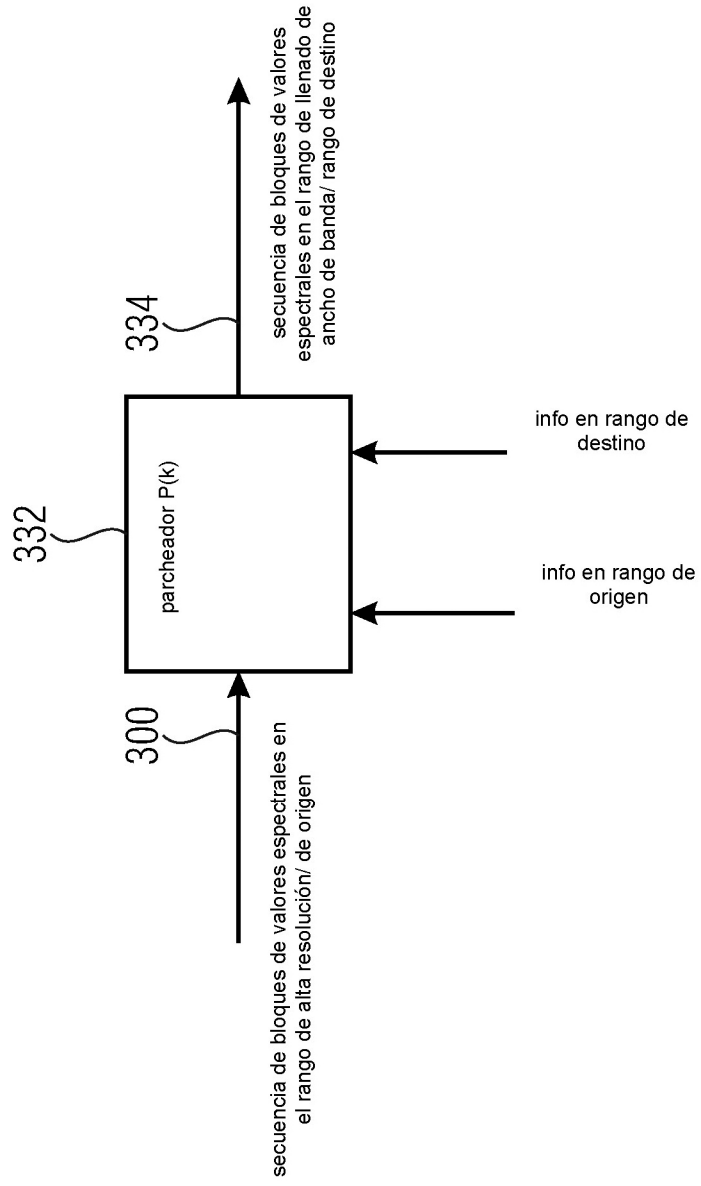 300
secuencia de bloques de valores espectrales en
el rango de alta resolución/ de origen
332
parcheador P(k)
334
secuencia de bloques de valores
espectrales en el rango de llenado de
ancho de banda/ rango de destino
info en rango de
origen
info en rango de
destino